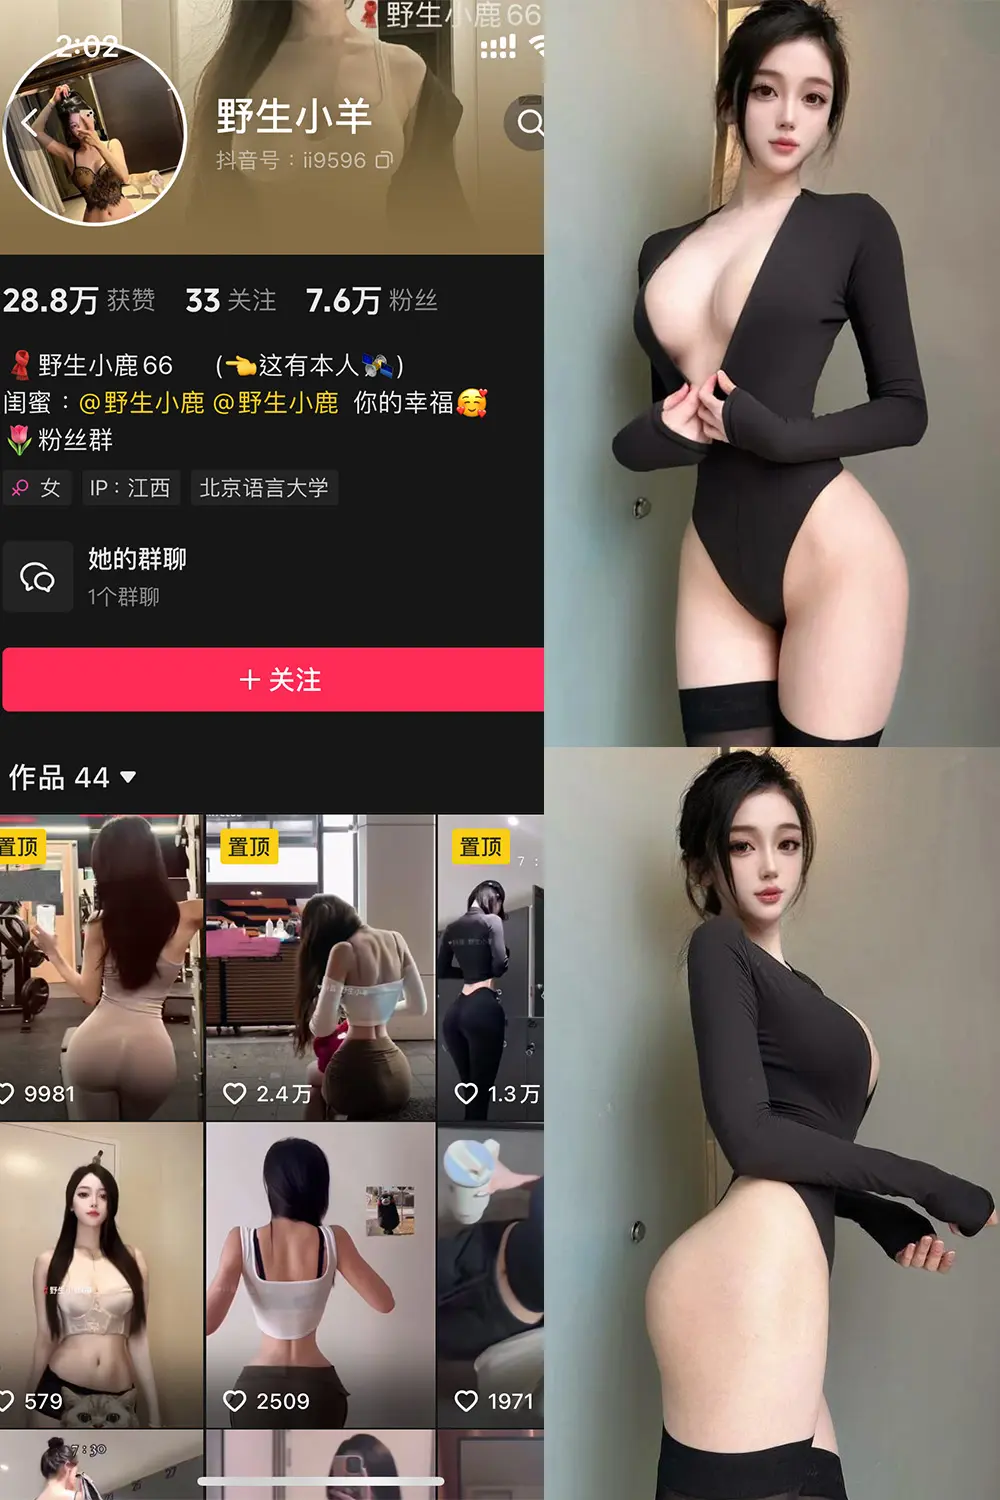 野生小鹿66
2:02
野生小羊
抖音号：ii9596
28.8万 获赞 33 关注 7.6万 粉丝
野生小鹿66 (👈这有本人🛰️)
闺蜜：@野生小鹿 @野生小鹿 你的幸福🥰
🌷粉丝群
女 IP：江西 北京语言大学
她的群聊
1个群聊
+ 关注
作品 44
置顶 置顶 置顶
9981 2.4万 1.3万
579 2509 1971
7:30